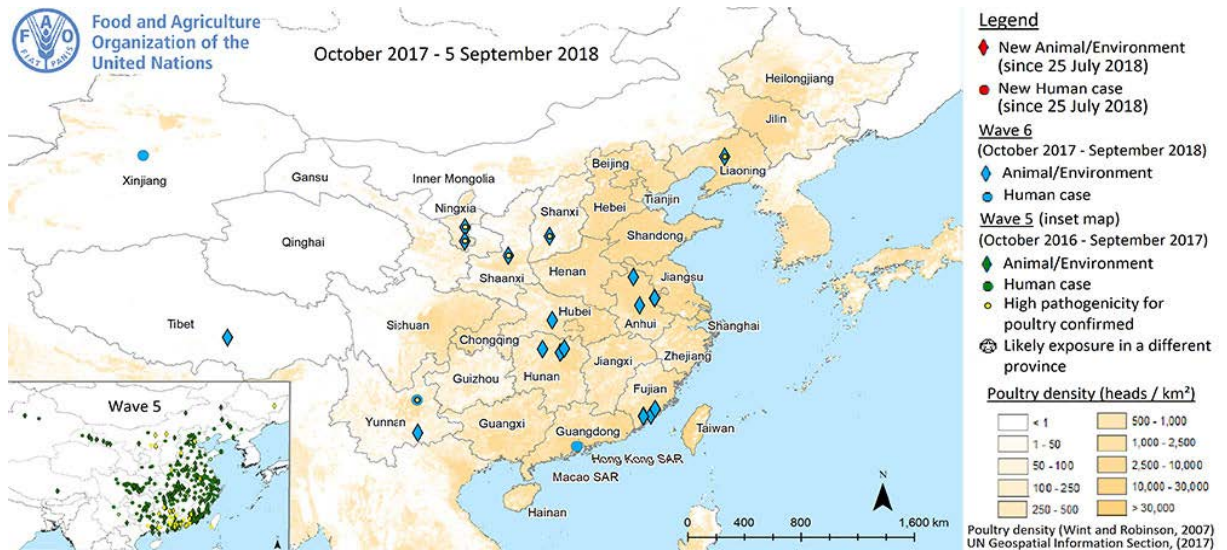 F A O
FIAT PANIS
Food and Agriculture
Organization of the
United Nations
October 2017 - 5 September 2018
Heilongjiang
Jilin
Liaoning
Beijing
Tianjin
Hebei
Xinjiang
Gansu
Inner Mongolia
Ningxia
Shanxi
Shandong
Qinghai
Shaanxi
Henan
Jiangsu
Tibet
Sichuan
Hubei
Anhui
Shanghai
Chongqing
Zhejiang
Guizhou
Hunan
Jiangxi
Fujian
Yunnan
Guangxi
Guangdong
Taiwan
Hong Kong SAR
Macao SAR
Hainan
Wave 5
N
0 400 800 1,600 km
Legend
New Animal/Environment
(since 25 July 2018)
New Human case
(since 25 July 2018)
Wave 6
(October 2017 - September 2018)
Animal/Environment
Human case
Wave 5 (inset map)
(October 2016 - September 2017)
Animal/Environment
Human case
High pathogenicity for
poultry confirmed
Likely exposure in a different
province
Poultry density (heads / km²)
< 1
1 - 50
50 - 100
100 - 250
250 - 500
500 - 1,000
1,000 - 2,500
2,500 - 10,000
10,000 - 30,000
> 30,000
Poultry density (Wint and Robinson, 2007)
UN Geospatial Information Section, (2017)